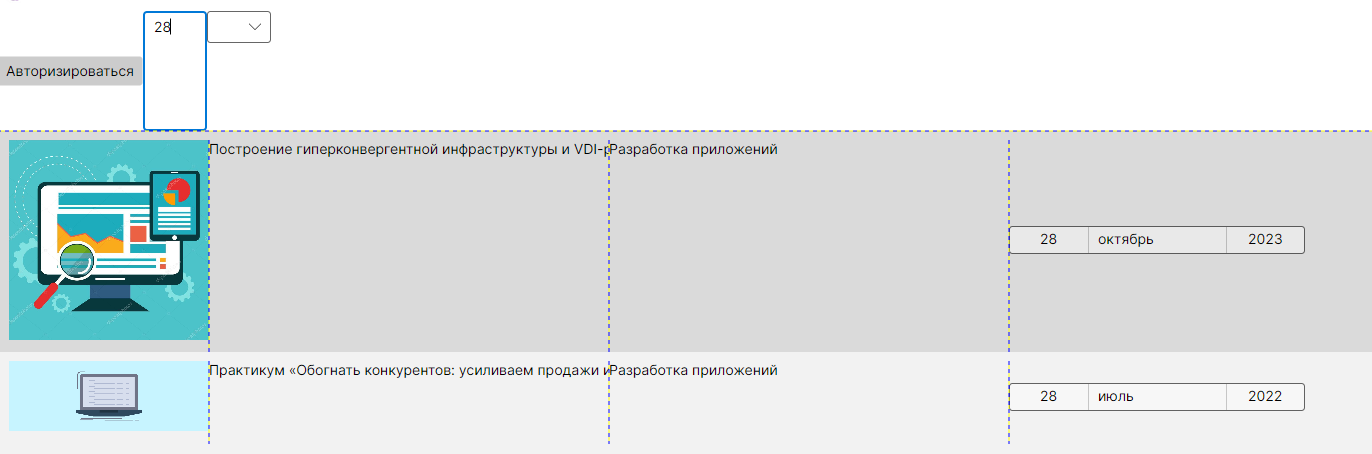 28
Авторизироваться
Построение гиперконвергентной инфраструктуры и VDI-р
Разработка приложений
28 октябрь 2023
Практикум «Обогнать конкурентов: усиливаем продажи и
Разработка приложений
28 июль 2022